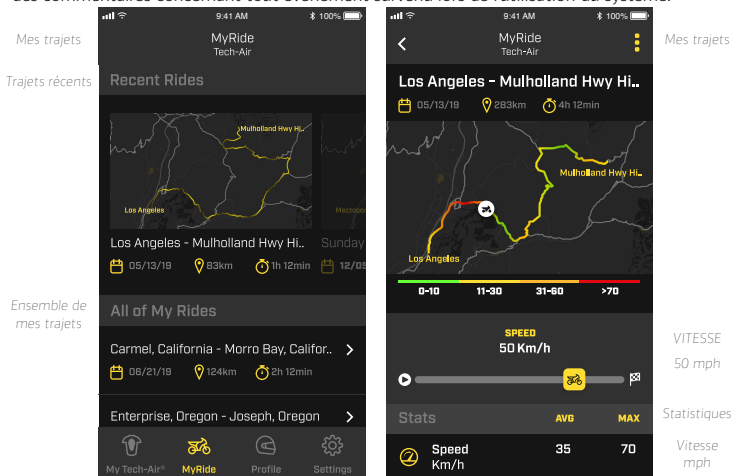 des commentaires concernant tout événement survenu lors de l'utilisation du système.
9:41 AM
100%
Mes trajets
MyRide
Tech-Air
Trajets récents
Recent Rides
Mulholland Hwy Hi..
Los Angeles
Los Angeles - Mulholland Hwy Hi..
Sunday
05/13/19
83km
1h 12min
Ensemble de
mes trajets
All of My Rides
Carmel, California - Morro Bay, Califor..
06/21/19
124km
2h 12min
Enterprise, Oregon - Joseph, Oregon
My Tech-Air®
MyRide
Profile
Settings
9:41 AM
100%
MyRide
Tech-Air
Mes trajets
Los Angeles - Mulholland Hwy Hi..
05/13/19
283km
4h 12min
Mulholland Hwy Hi..
Los Angeles
0-10
11-30
31-60
>70
SPEED
50 Km/h
VITESSE
50 mph
Stats
AVG
MAX
Statistiques
Speed
Km/h
35
70
Vitesse
mph